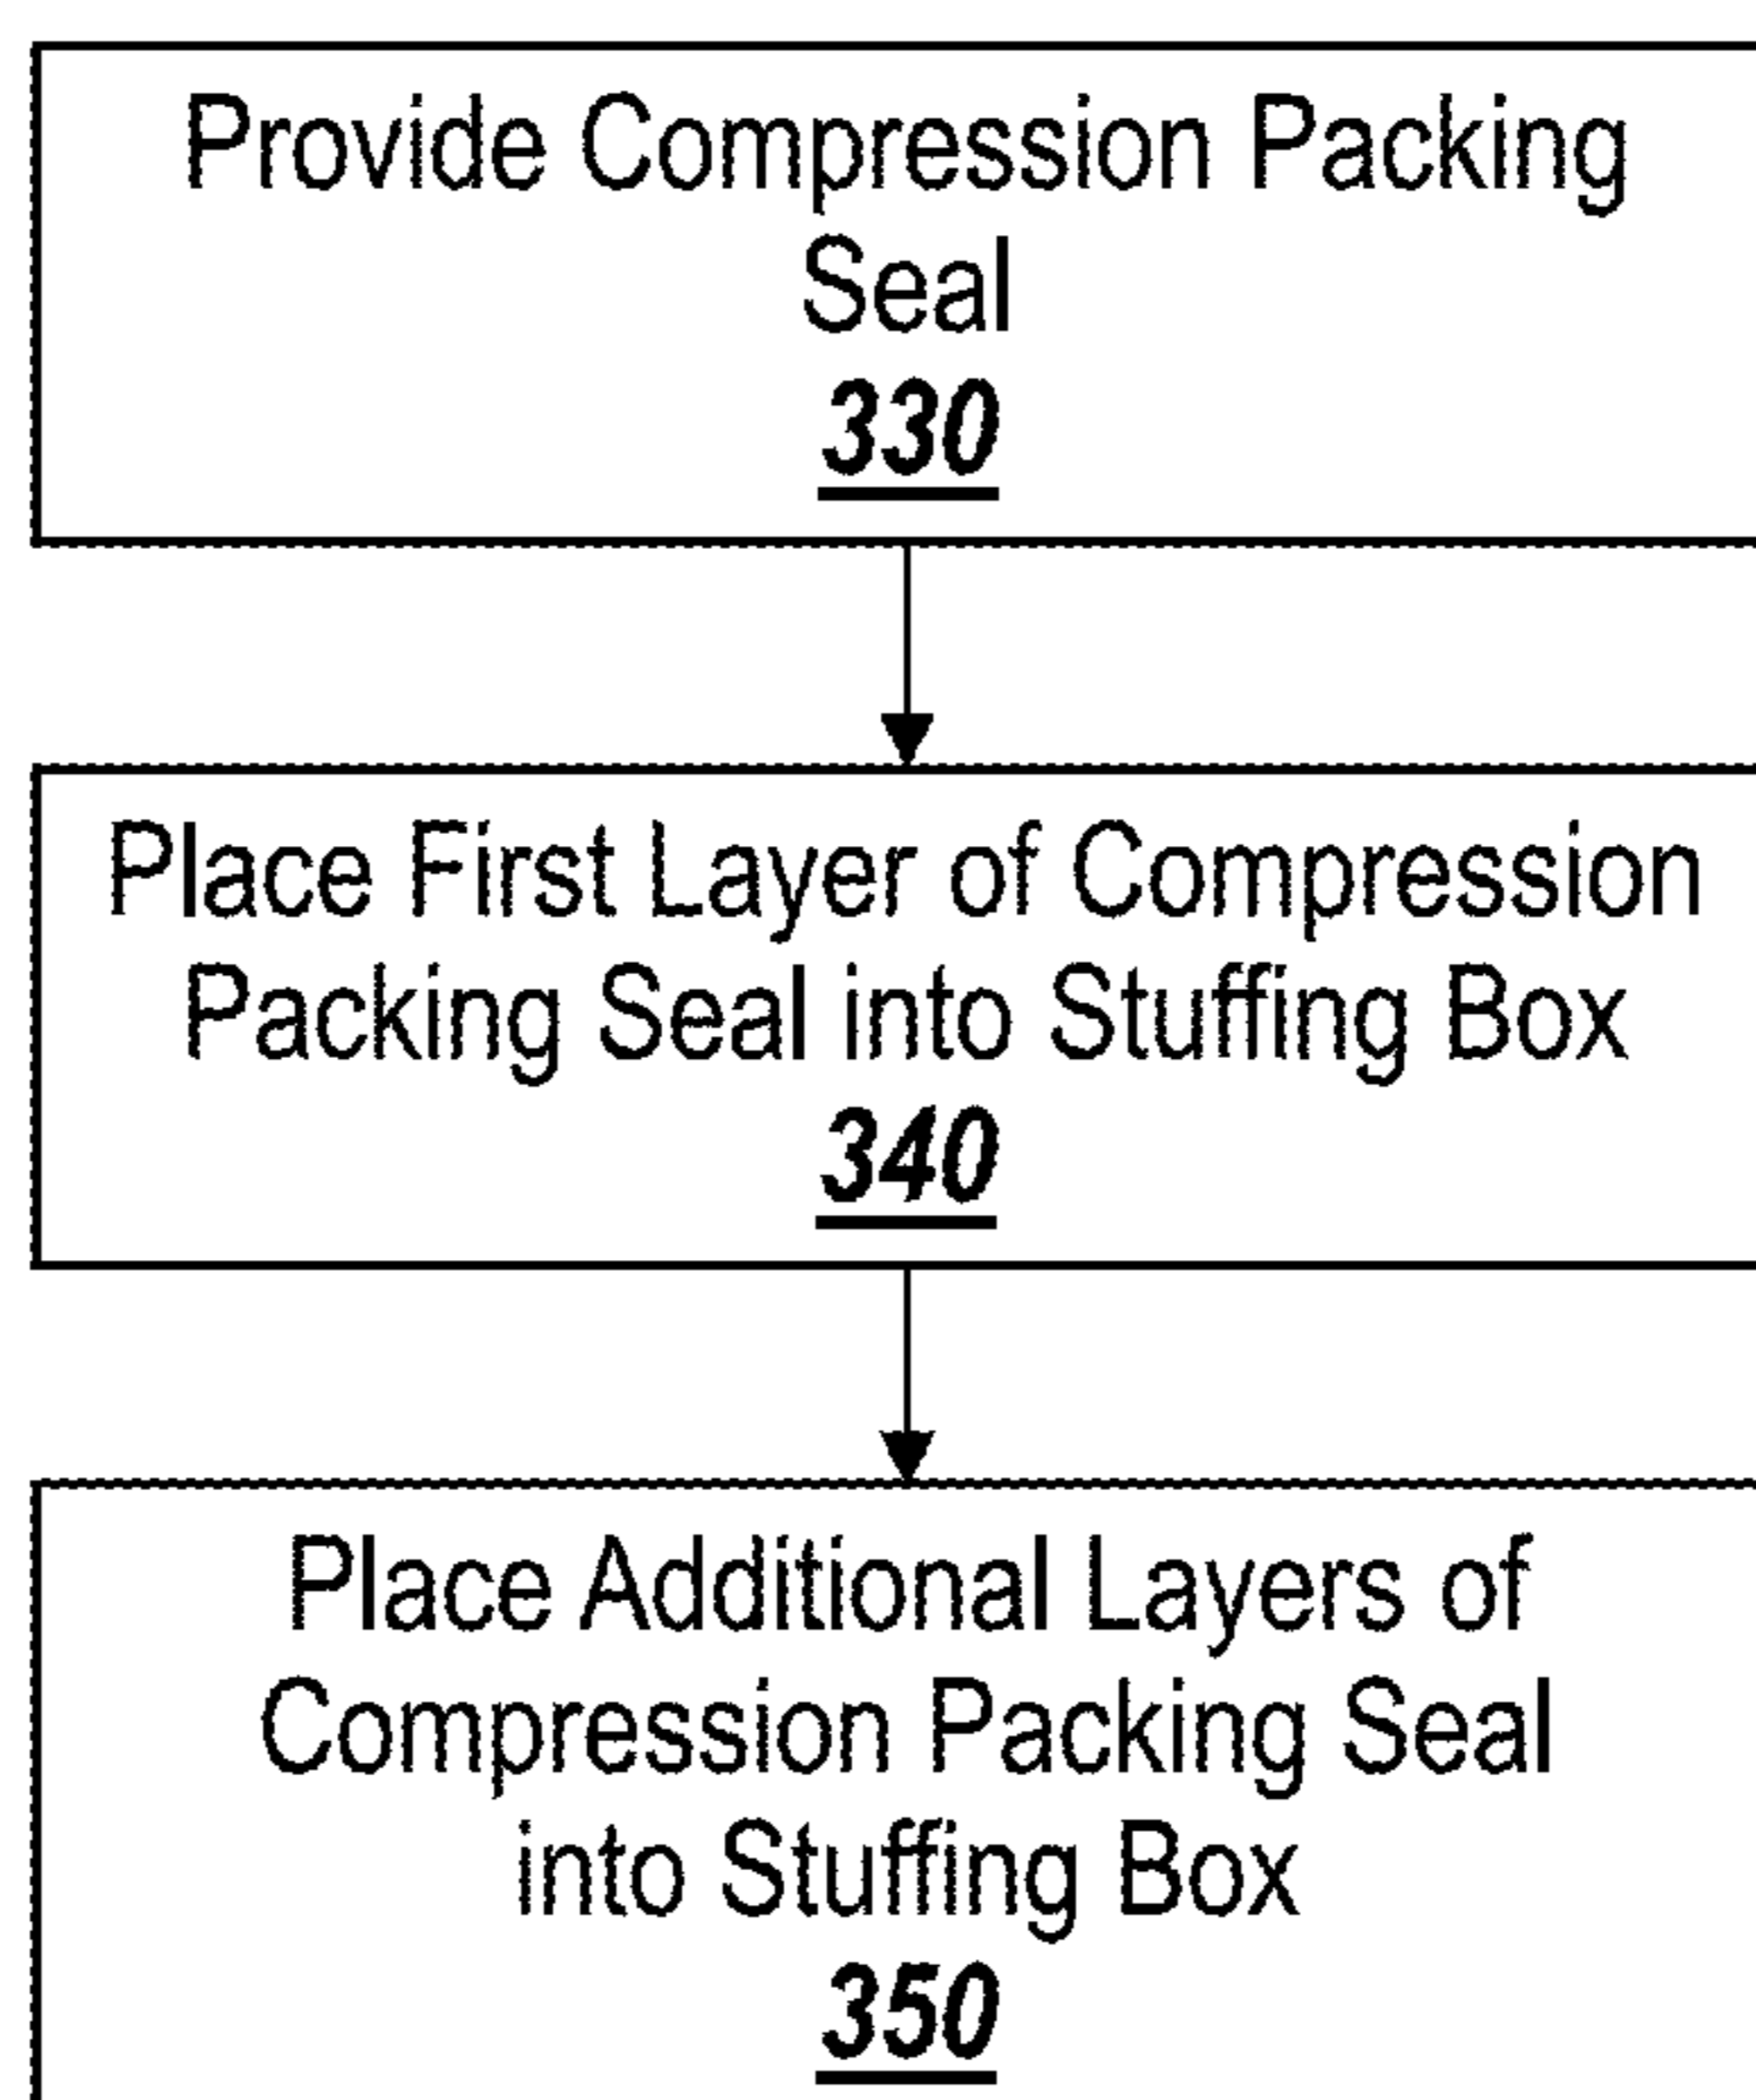 Provide Compression Packing
Seal
330
Place First Layer of Compression
Packing Seal into Stuffing Box
340
Place Additional Layers of
Compression Packing Seal
into Stuffing Box
350